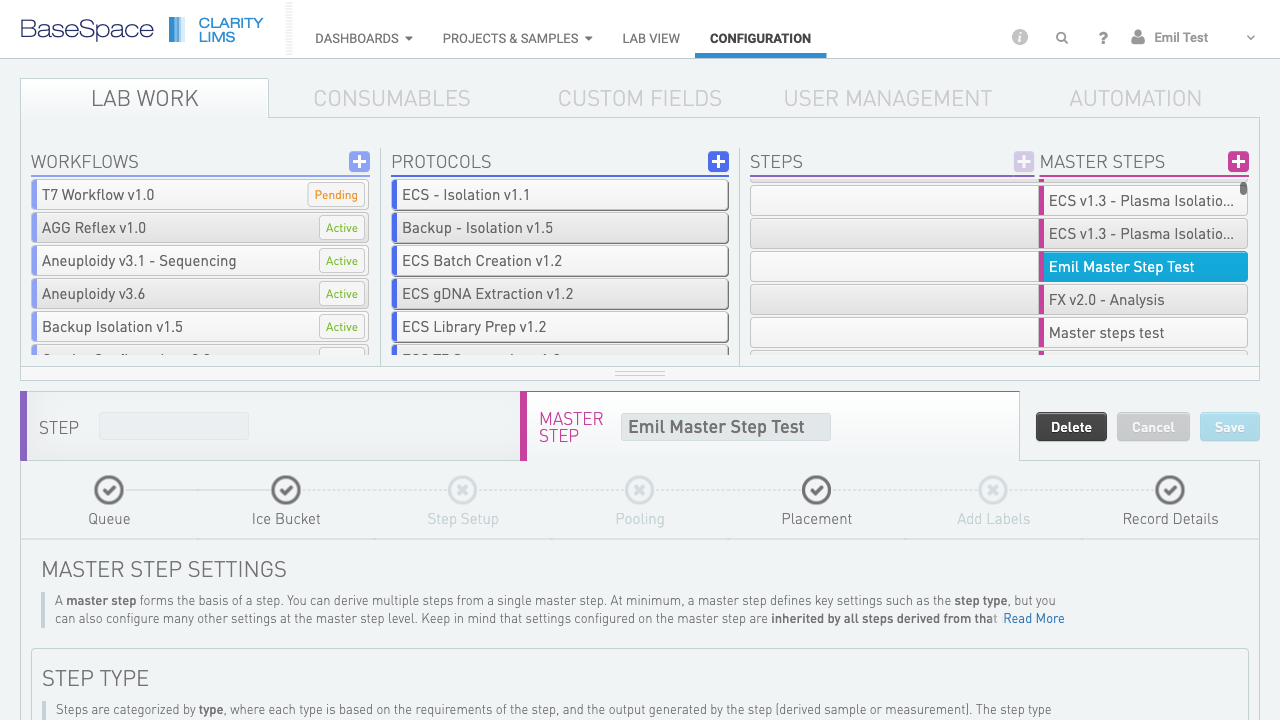 BaseSpace
CLARITY
LIMS
DASHBOARDS
PROJECTS & SAMPLES
LAB VIEW
CONFIGURATION
?
Emil Test
LAB WORK
CONSUMABLES
CUSTOM FIELDS
USER MANAGEMENT
AUTOMATION
WORKFLOWS
T7 Workflow v1.0
Pending
AGG Reflex v1.0
Active
Aneuploidy v3.1 - Sequencing
Active
Aneuploidy v3.6
Active
Backup Isolation v1.5
Active
PROTOCOLS
ECS - Isolation v1.1
Backup - Isolation v1.5
ECS Batch Creation v1.2
ECS gDNA Extraction v1.2
ECS Library Prep v1.2
STEPS
MASTER STEPS
ECS v1.3 - Plasma Isolatio...
ECS v1.3 - Plasma Isolatio...
Emil Master Step Test
FX v2.0 - Analysis
Master steps test
STEP
MASTER
STEP
Emil Master Step Test
Delete
Cancel
Save
Queue
Ice Bucket
Step Setup
Pooling
Placement
Add Labels
Record Details
MASTER STEP SETTINGS
A master step forms the basis of a step. You can derive multiple steps from a single master step. At minimum, a master step defines key settings such as the step type, but you
can also configure many other settings at the master step level. Keep in mind that settings configured on the master step are inherited by all steps derived from that Read More
STEP TYPE
Steps are categorized by type, where each type is based on the requirements of the step, and the output generated by the step (derived sample or measurement). The step type